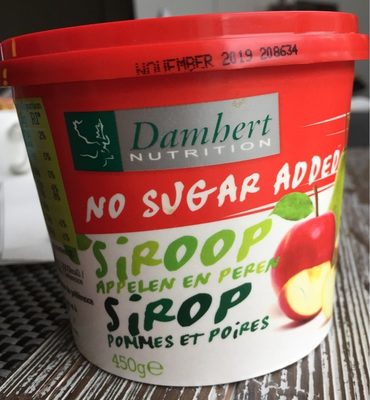 NOVEMBER 2019 208634
Damhert
NUTRITION
NO SUGAR ADDED
SiROOP
APPELEN EN PEREN
SiROP
POMMES ET POIRES
450g e